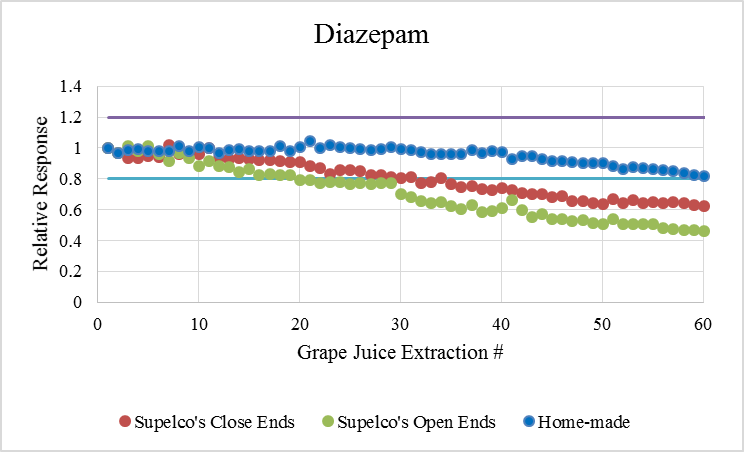 Diazepam
Relative Response
1.4
1.2
1
0.8
0.6
0.4
0.2
0
0 10 20 30 40 50 60
Grape Juice Extraction #
Supelco's Close Ends Supelco's Open Ends Home-made